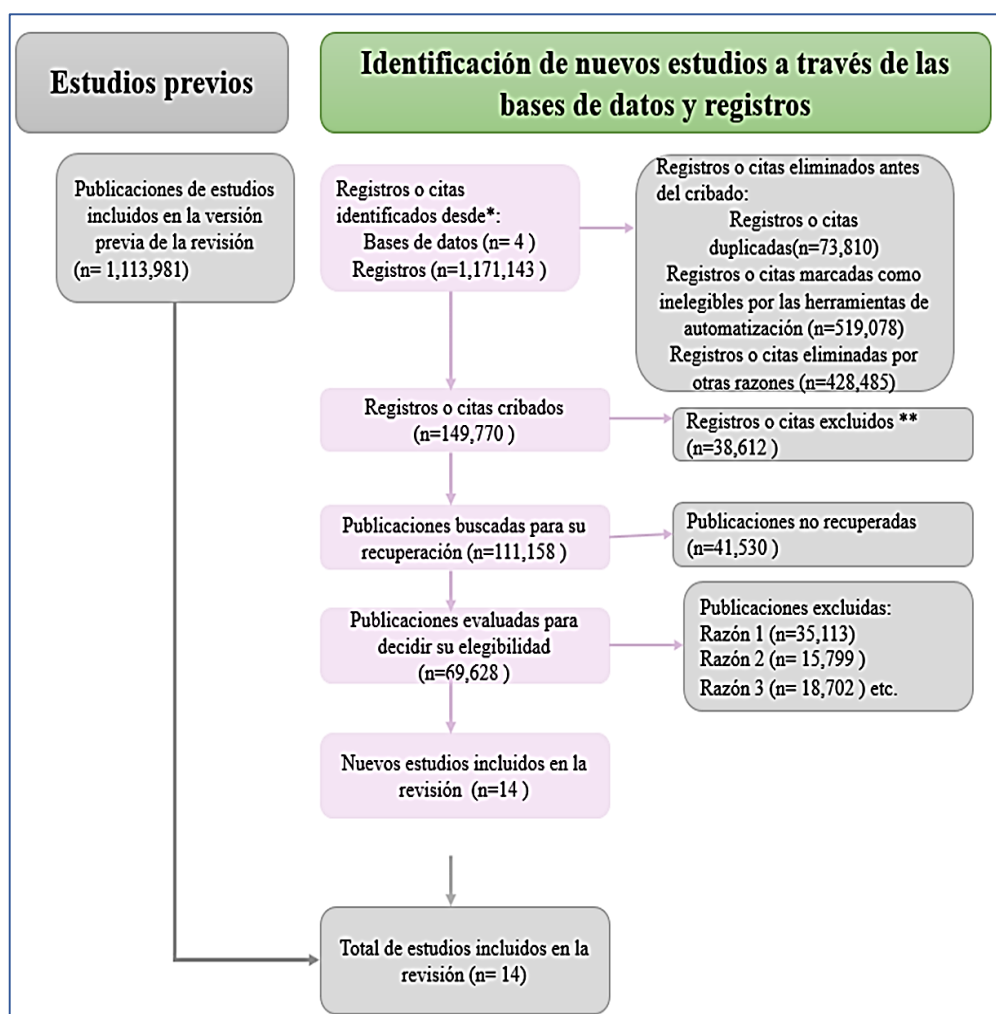 Estudios previos
Identificación de nuevos estudios a través de las
bases de datos y registros
Publicaciones de estudios
incluidos en la versión
previa de la revisión
(n= 1,113,981)
Registros o citas
identificados desde*:
Bases de datos (n= 4 )
Registros (n=1,171,143 )
Registros o citas eliminados antes
del cribado:
Registros o citas
duplicadas(n=73,810)
Registros o citas marcadas como
inelegibles por las herramientas de
automatización (n=519,078)
Registros o citas eliminadas por
otras razones (n=428,485)
Registros o citas cribados
(n=149,770 )
Registros o citas excluidos **
(n=38,612 )
Publicaciones buscadas para su
recuperación (n=111,158 )
Publicaciones no recuperadas
(n=41,530 )
Publicaciones evaluadas para
decidir su elegibilidad
(n=69,628 )
Publicaciones excluidas:
Razón 1 (n=35,113)
Razón 2 (n= 15,799 )
Razón 3 (n= 18,702 ) etc.
Nuevos estudios incluidos en la
revisión  (n=14 )
Total de estudios incluidos en la
revisión (n= 14)